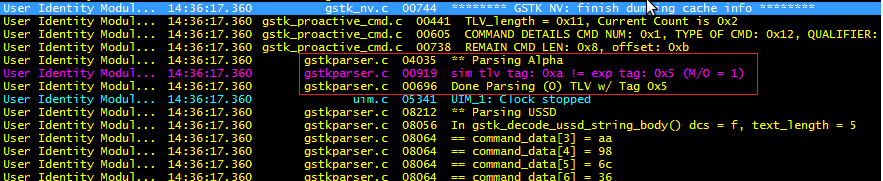 User Identity Modul... 14:36:17.360 gstk_nv.c 00744 ******** GSTK NV: finish dumping cache info ********
User Identity Modul... 14:36:17.360 gstk_proactive_cmd.c 00441 TLV_length = 0x11, Current Count is 0x2
User Identity Modul... 14:36:17.360 gstk_proactive_cmd.c 00605 COMMAND DETAILS CMD NUM: 0x1, TYPE OF CMD: 0x12, QUALIFIER:
User Identity Modul... 14:36:17.360 gstk_proactive_cmd.c 00738 REMAIN CMD LEN: 0x8, offset: 0xb
User Identity Modul... 14:36:17.360 gstkparser.c 04035 ** Parsing Alpha
User Identity Modul... 14:36:17.360 gstkparser.c 00919 sim tlv tag: 0xa != exp tag: 0x5 (M/O = 1)
User Identity Modul... 14:36:17.360 gstkparser.c 00696 Done Parsing (O) TLV w/ Tag 0x5
User Identity Modul... 14:36:17.360 uim.c 05341 UIM_1: Clock stopped
User Identity Modul... 14:36:17.360 gstkparser.c 08212 ** Parsing USSD
User Identity Modul... 14:36:17.360 gstkparser.c 08056 In gstk_decode_ussd_string_body() dcs = f, text_length = 5
User Identity Modul... 14:36:17.360 gstkparser.c 08064 == command_data[3] = aa
User Identity Modul... 14:36:17.360 gstkparser.c 08064 == command_data[4] = 98
User Identity Modul... 14:36:17.360 gstkparser.c 08064 == command_data[5] = 6c
User Identity Modul... 14:36:17.360 gstkparser.c 08064 == command_data[6] = 36